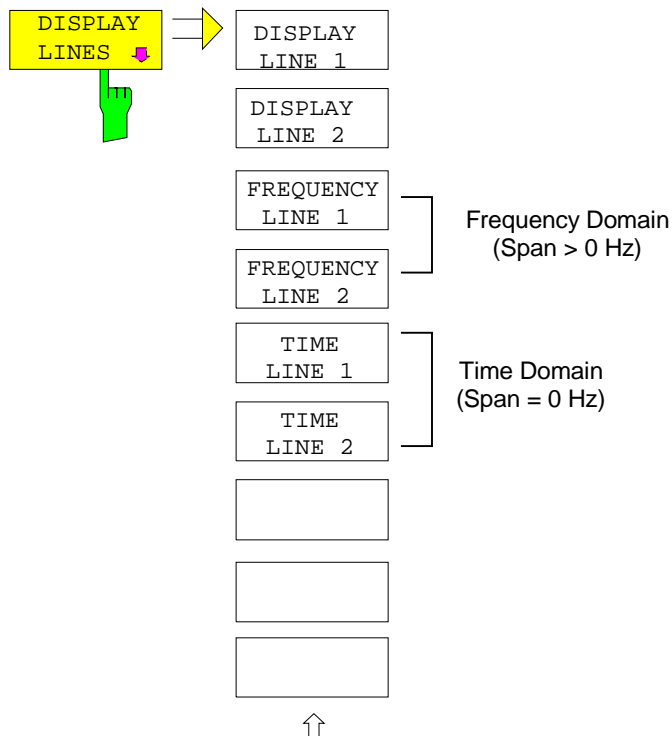 DISPLAY
LINES
DISPLAY
LINE 1
DISPLAY
LINE 2
FREQUENCY
LINE 1
FREQUENCY
LINE 2
Frequency Domain
(Span > 0 Hz)
TIME
LINE 1
TIME
LINE 2
Time Domain
(Span = 0 Hz)